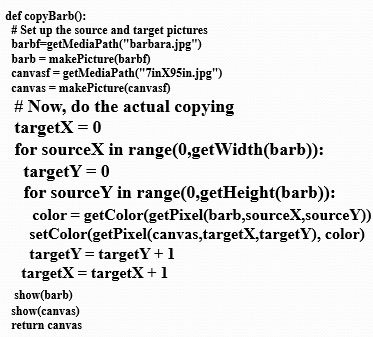 def copyBarb():
# Set up the source and target pictures
barbf=getMediaPath("barbara.jpg")
barb = makePicture(barbf)
canvasf = getMediaPath("7inX95in.jpg")
canvas = makePicture(canvasf)
# Now, do the actual copying
targetX = 0
for sourceX in range(0,getWidth(barb)):
targetY = 0
for sourceY in range(0,getHeight(barb)):
color = getColor(getPixel(barb,sourceX,sourceY))
setColor(getPixel(canvas,targetX,targetY), color)
targetY = targetY + 1
targetX = targetX + 1
show(barb)
show(canvas)
return canvas